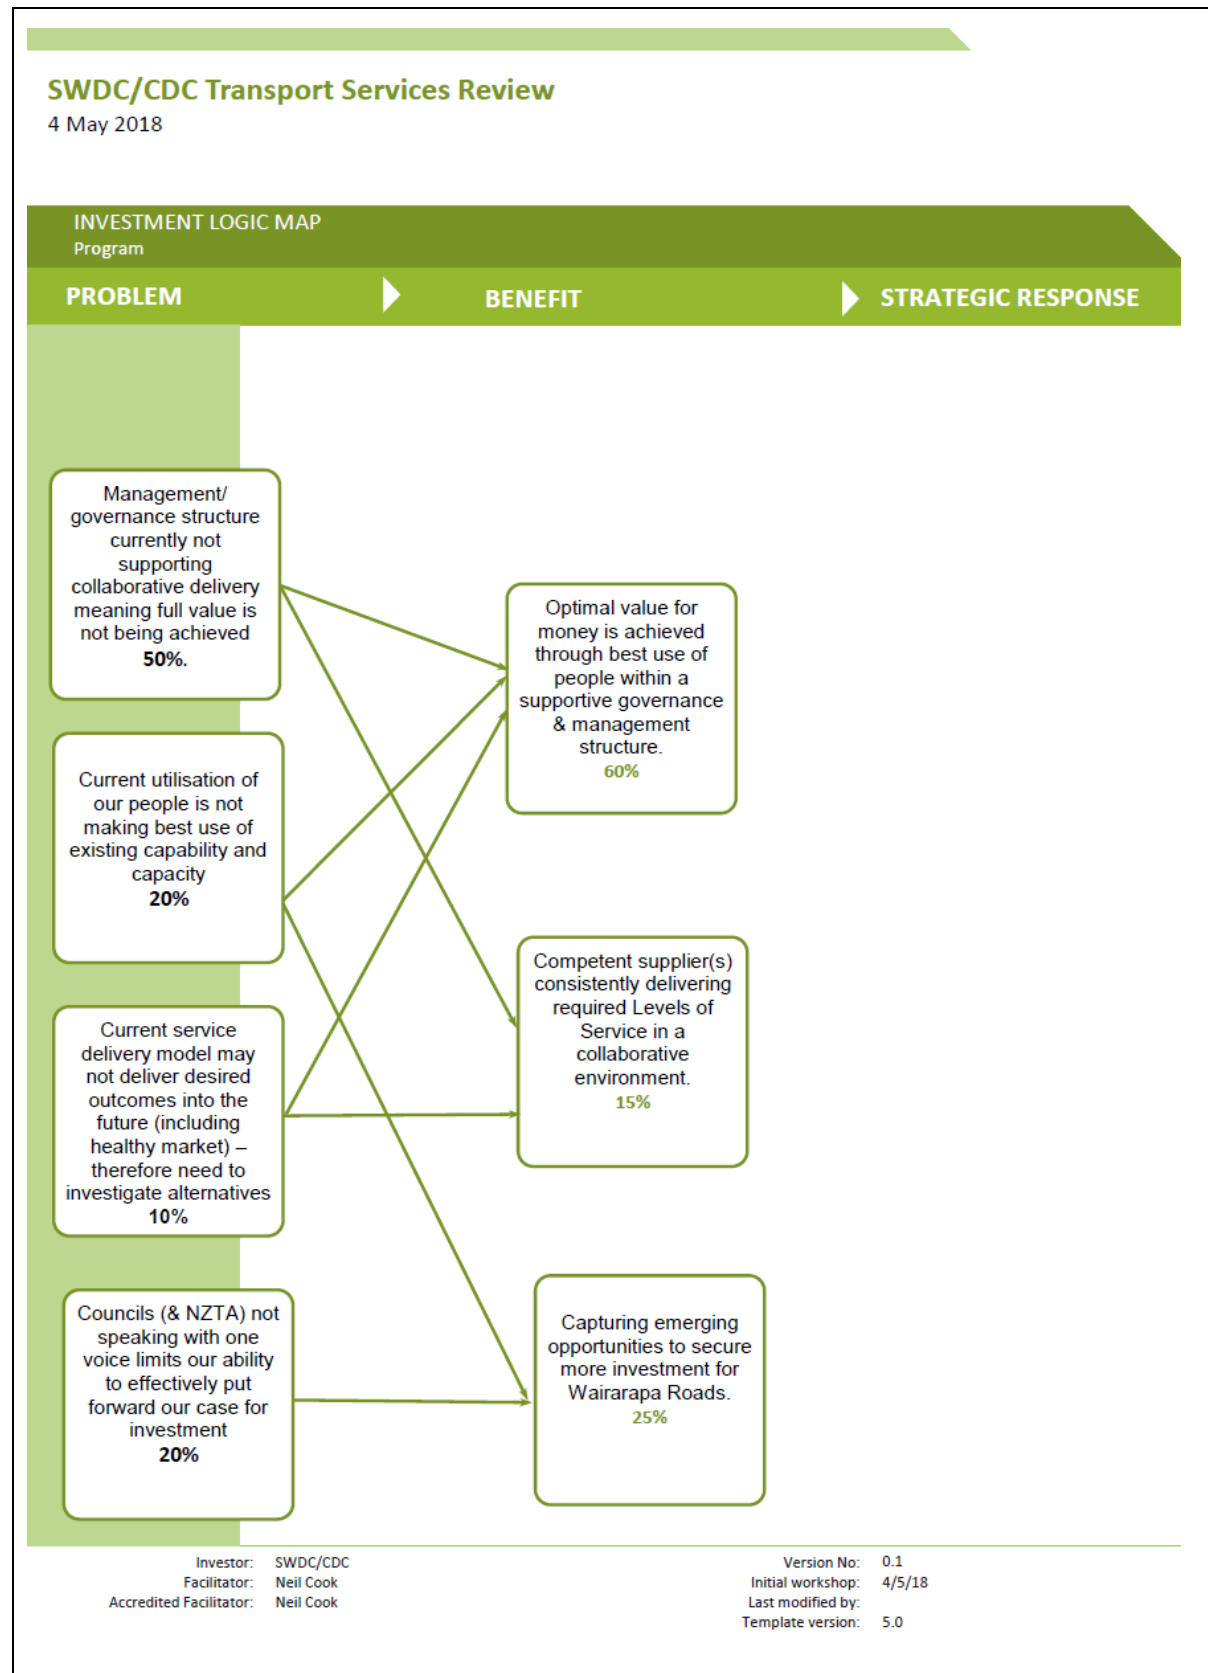 SWDC/CDC Transport Services Review
4 May 2018
INVESTMENT LOGIC MAP
Program
PROBLEM
BENEFIT
STRATEGIC RESPONSE
Management/
governance structure
currently not
supporting
collaborative delivery
meaning full value is
not being achieved
50%.
Current utilisation of
our people is not
making best use of
existing capability and
capacity
20%
Current service
delivery model may
not deliver desired
outcomes into the
future (including
healthy market) –
therefore need to
investigate alternatives
10%
Councils (& NZTA) not
speaking with one
voice limits our ability
to effectively put
forward our case for
investment
20%
Optimal value for
money is achieved
through best use of
people within a
supportive governance
& management
structure.
60%
Competent supplier(s)
consistently delivering
required Levels of
Service in a
collaborative
environment.
15%
Capturing emerging
opportunities to secure
more investment for
Wairarapa Roads.
25%
Investor: SWDC/CDC
Facilitator: Neil Cook
Accredited Facilitator: Neil Cook
Version No: 0.1
Initial workshop: 4/5/18
Last modified by:
Template version: 5.0